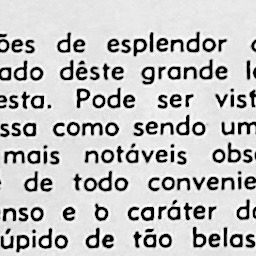 ões de esplendor
ado dêste grande
esta. Pode ser vist
ssa como sendo um
mais notáveis obs
de todo convenie
nso e o caráter d
úpido de tão belas